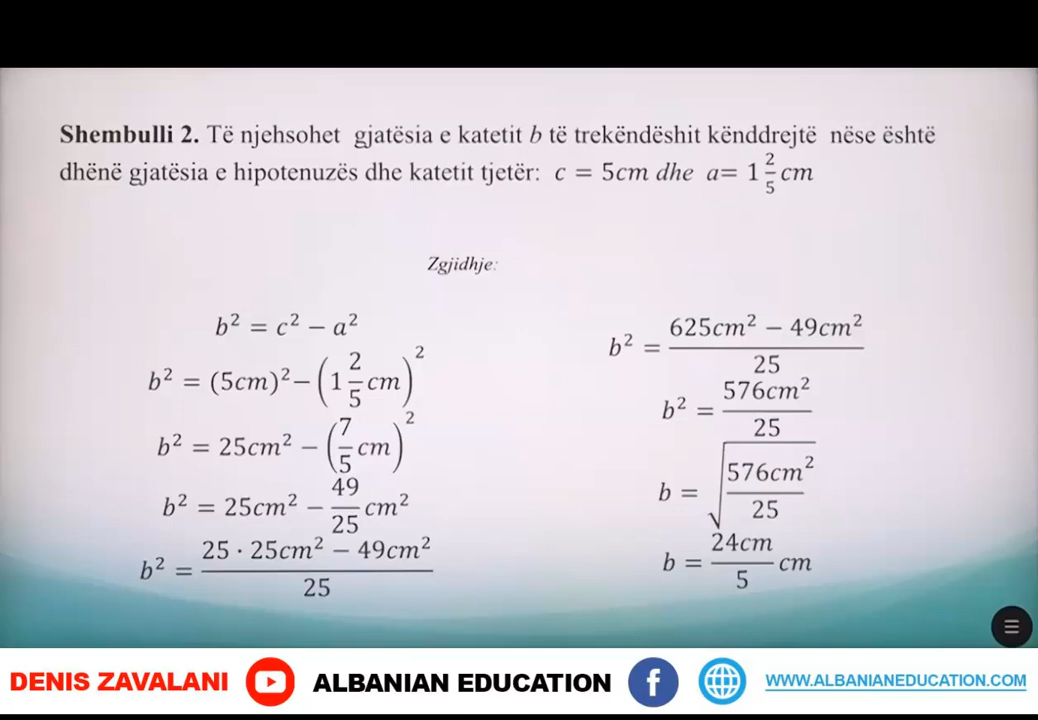 Shembulli 2. Të njehsohet gjatësia e katetit b të trekëndëshit kënddrejtë nëse është
dhënë gjatësia e hipotenuzës dhe katetit tjetër: c = 5cm dhe a= 1 2/5 cm
Zgjidhje:
b² = c² − a²
b² = (5cm)² − (1 2/5 cm)²
b² = 25cm² − (7/5 cm)²
b² = 25cm² − 49/25 cm²
b² = (25 · 25cm² − 49cm²)/25
b² = (625cm² − 49cm²)/25
b² = 576cm²/25
b = √(576cm²/25)
b = 24cm/5 cm
DENIS ZAVALANI ALBANIAN EDUCATION f WWW.ALBANIANEDUCATION.COM